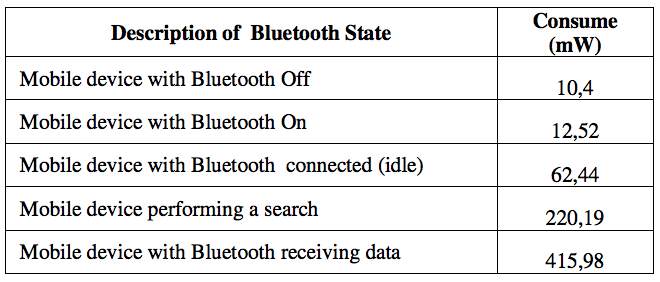 Description of Bluetooth State
Consume
(mW)
Mobile device with Bluetooth Off
10,4
Mobile device with Bluetooth On
12,52
Mobile device with Bluetooth connected (idle)
62,44
Mobile device performing a search
220,19
Mobile device with Bluetooth receiving data
415,98